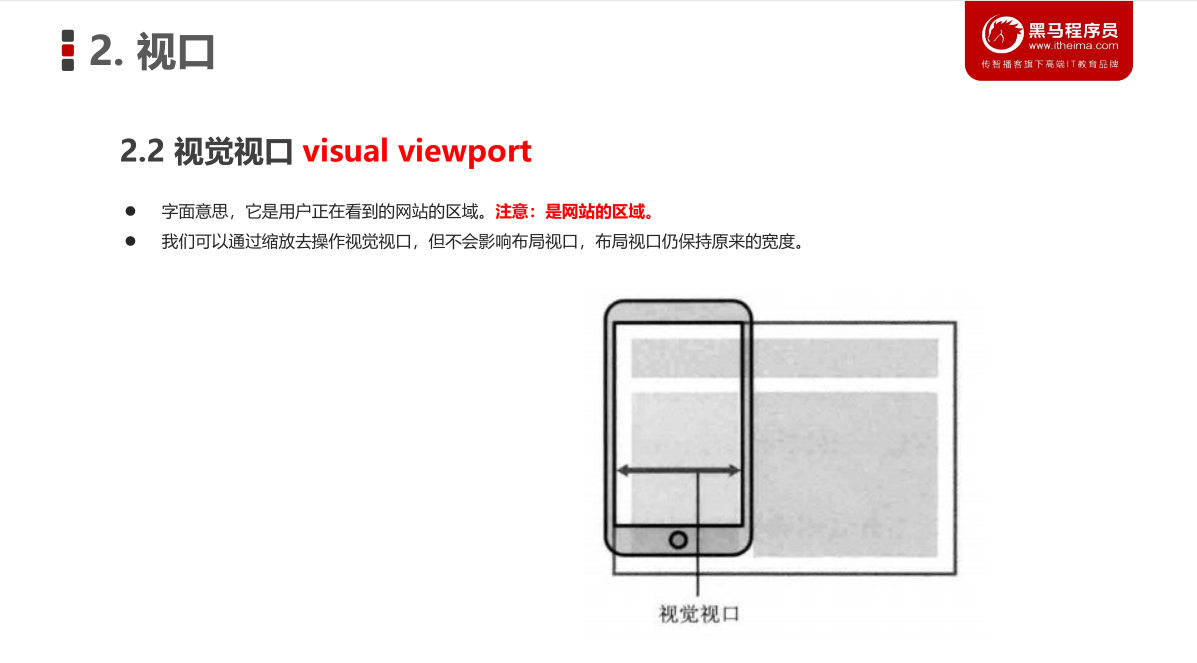 2. 视口
黑马程序员
www.itheima.com
传智播客旗下高端IT教育品牌
2.2 视觉视口 visual viewport
● 字面意思，它是用户正在看到的网站的区域。注意：是网站的区域。
● 我们可以通过缩放去操作视觉视口，但不会影响布局视口，布局视口仍保持原来的宽度。
视觉视口